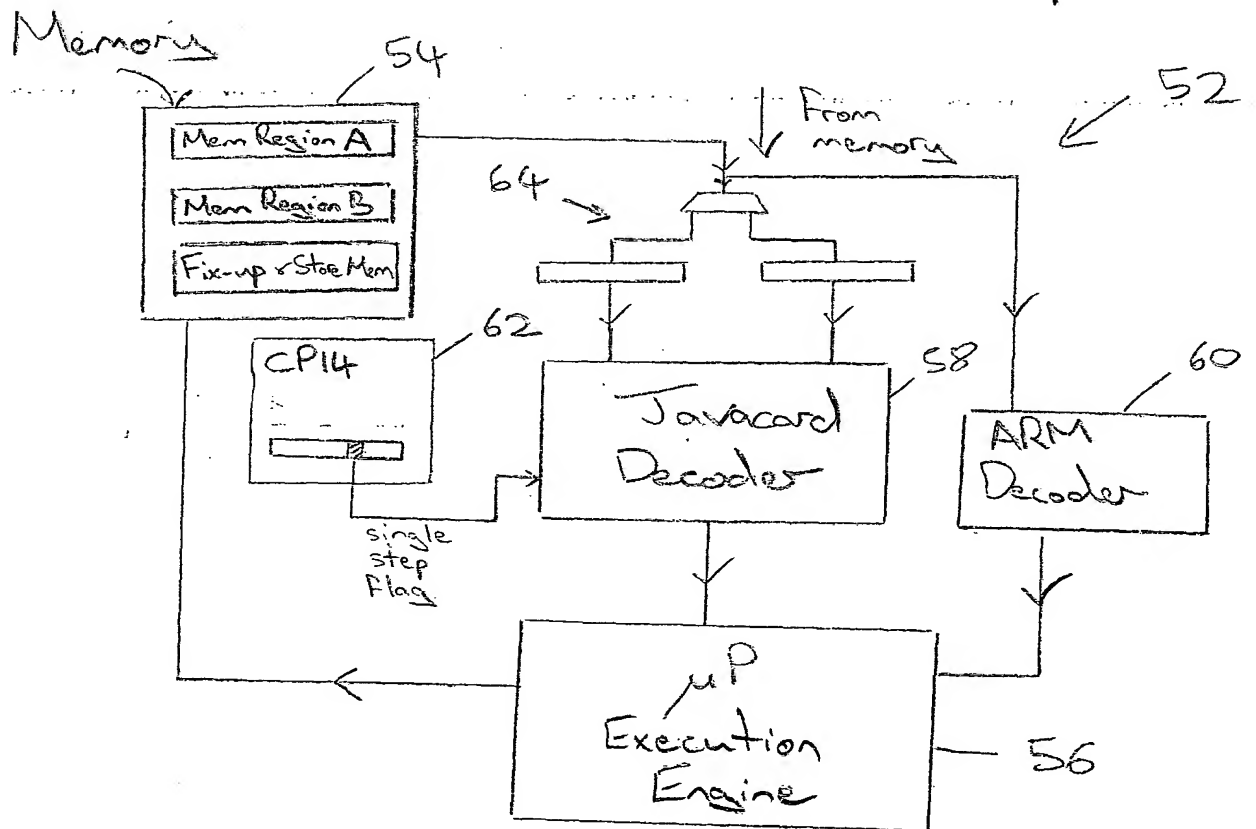 Memory
54
52
From
memory
Mem Region A
64
Mem Region B
Fix-up Store Mem
62
CP14
58
60
Javacard
Decoder
ARM
Decoder
single
step
Flag
μP
Execution
Engine
56